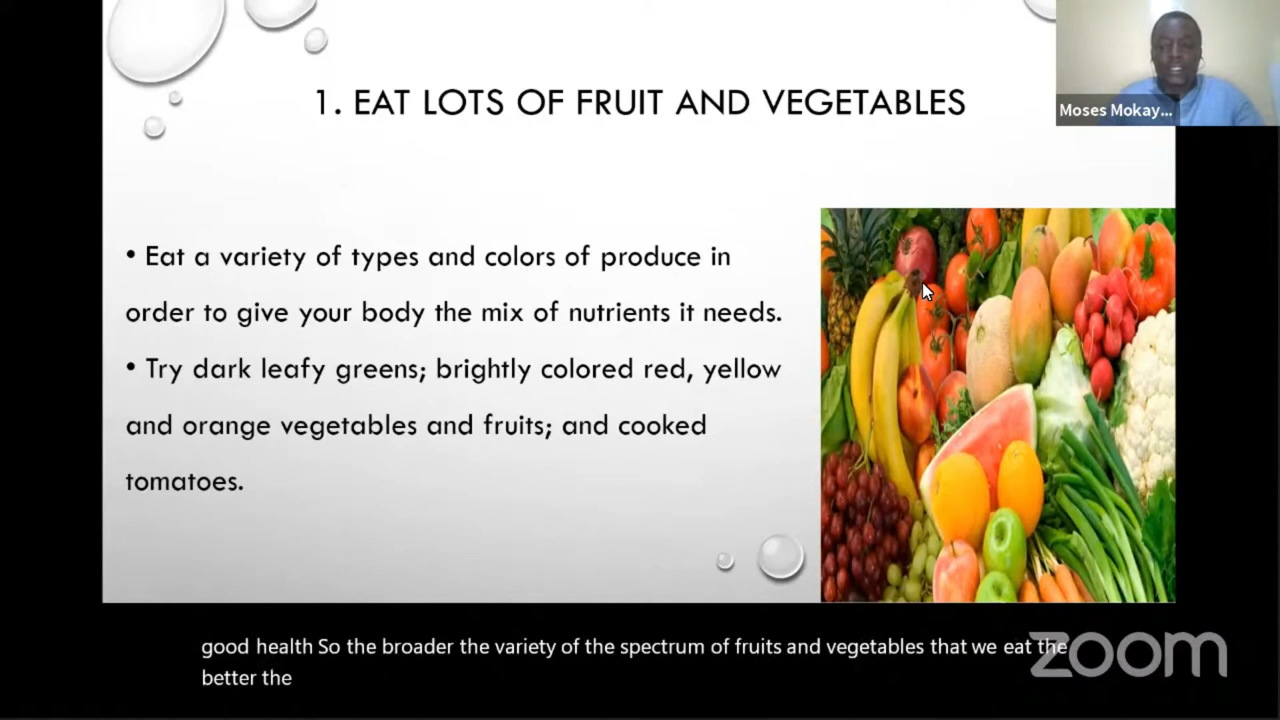 1. EAT LOTS OF FRUIT AND VEGETABLES
Moses Mokay...
• Eat a variety of types and colors of produce in
order to give your body the mix of nutrients it needs.
• Try dark leafy greens; brightly colored red, yellow
and orange vegetables and fruits; and cooked
tomatoes.
good health So the broader the variety of the spectrum of fruits and vegetables that we eat the
better the
zoom